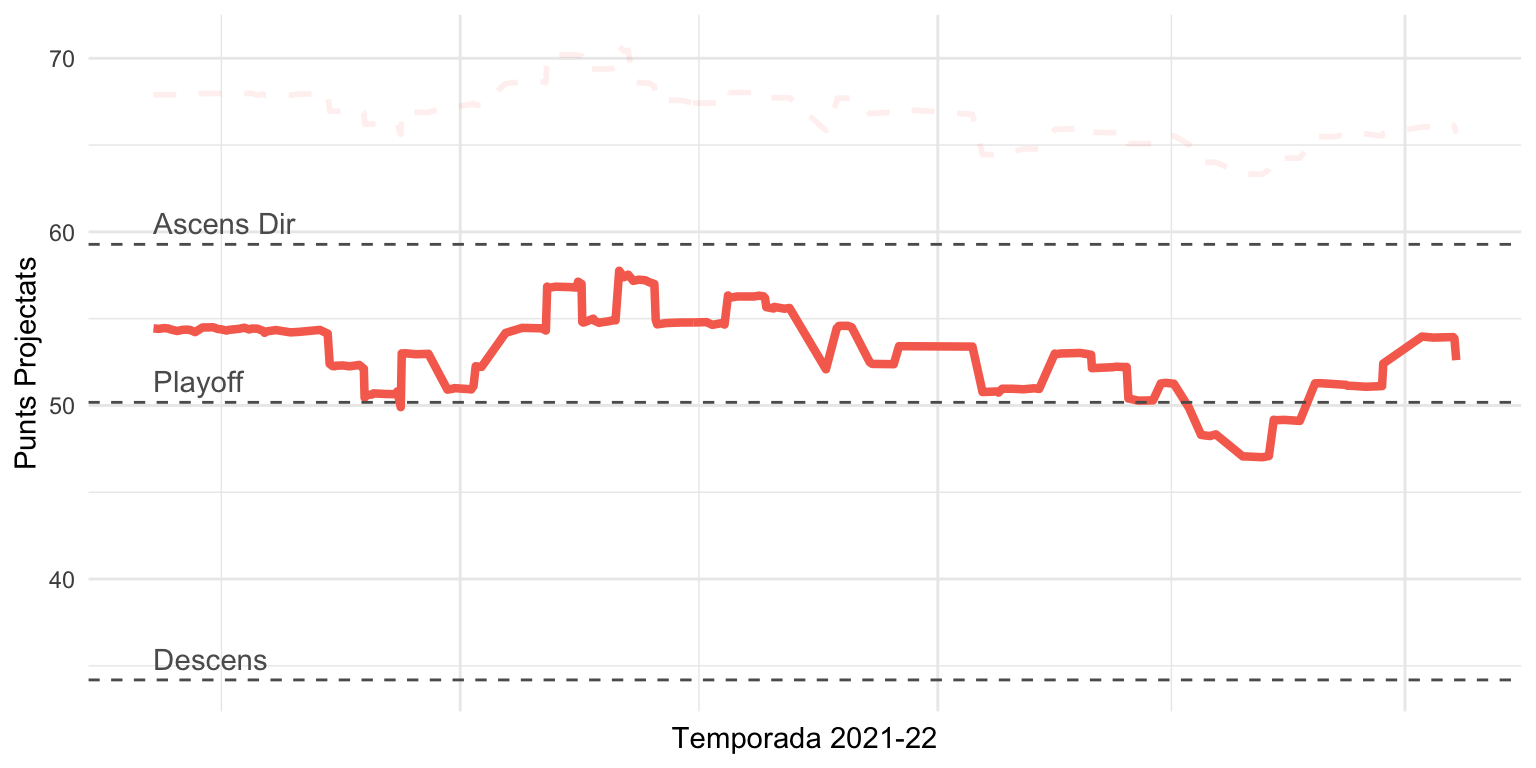 70
Ascens Dir
60
Playoff
50
40
Descens
Punts Projectats
Temporada 2021-22